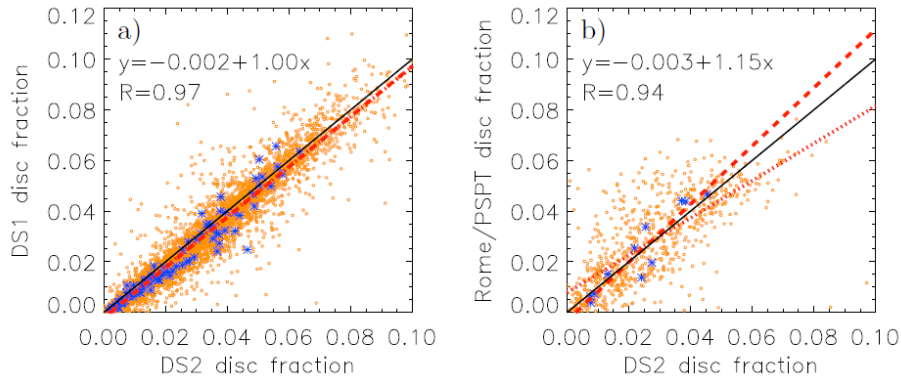 a)
y=−0.002+1.00x
R=0.97
0.12
0.10
0.08
0.06
0.04
0.02
0.00
DS1 disc fraction
0.00 0.02 0.04 0.06 0.08 0.10
DS2 disc fraction
b)
y=−0.003+1.15x
R=0.94
0.12
0.10
0.08
0.06
0.04
0.02
0.00
Rome/PSPT disc fraction
0.00 0.02 0.04 0.06 0.08 0.10
DS2 disc fraction